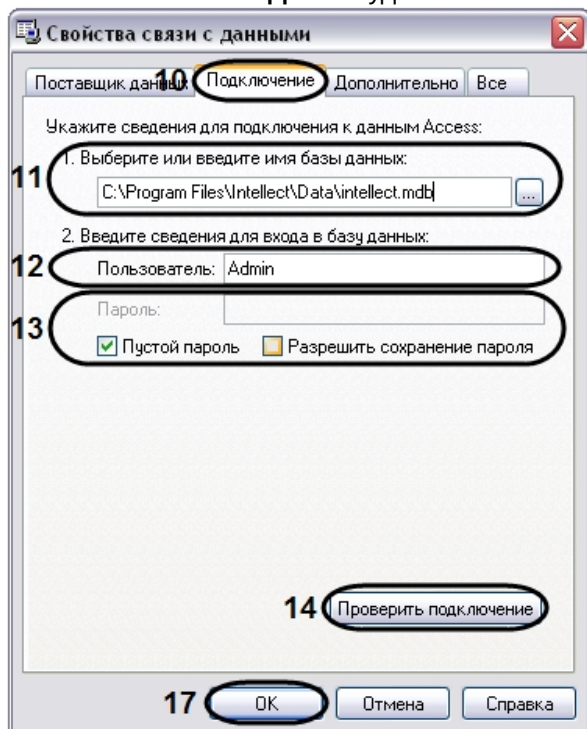 Свойства связи с данными
Поставщик данных 10 Подключение Дополнительно Все
Укажите сведения для подключения к данным Access:
1. Выберите или введите имя базы данных:
11
C:\Program Files\Intellect\Data\intellect.mdb ...
2. Введите сведения для входа в базу данных:
12 Пользователь: Admin
Пароль:
13
Пустой пароль Разрешить сохранение пароля
14 Проверить подключение
17 OK Отмена Справка